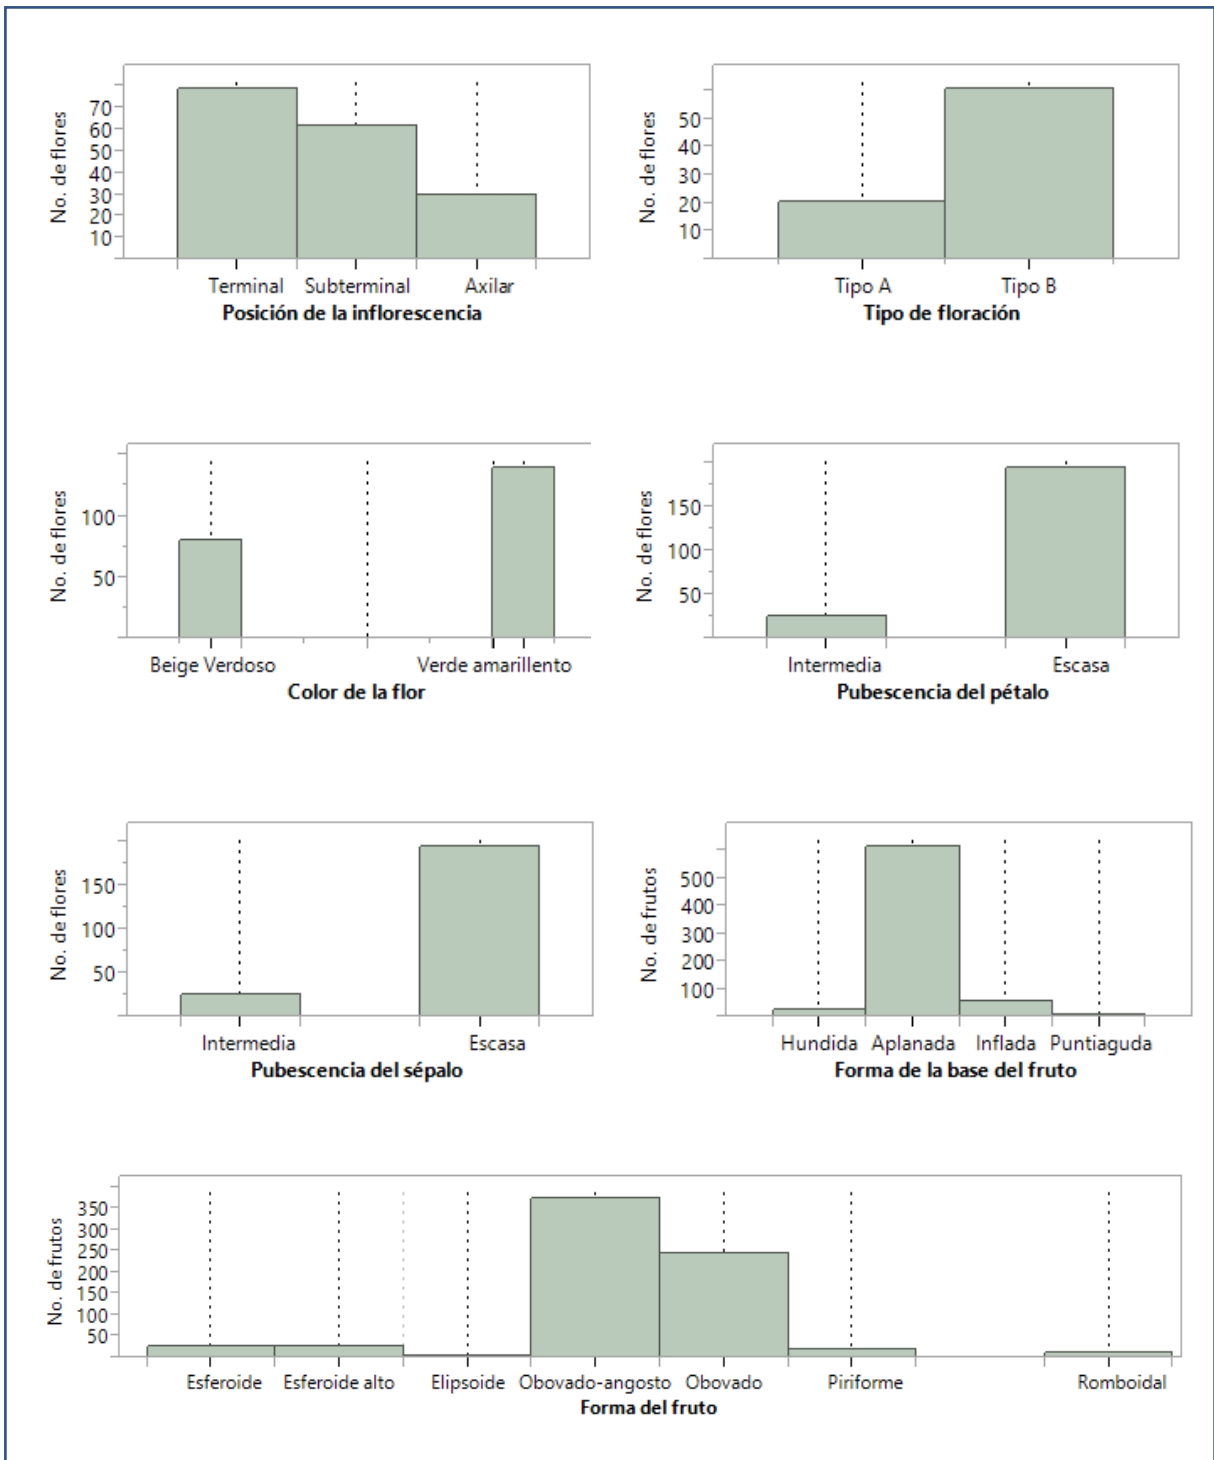 No. de flores
70
60
50
40
30
20
10
Terminal Subterminal Axilar
Posición de la inflorescencia
No. de flores
50
40
30
20
10
Tipo A Tipo B
Tipo de floración
No. de flores
100
50
Beige Verdoso Verde amarillento
Color de la flor
No. de flores
150
100
50
Intermedia Escasa
Pubescencia del pétalo
No. de flores
150
100
50
Intermedia Escasa
Pubescencia del sépalo
No. de frutos
500
400
300
200
100
Hundida Aplanada Inflada Puntiaguda
Forma de la base del fruto
No. de frutos
350
300
250
200
150
100
50
Esferoide Esferoide alto Elipsoide Obovado-angosto Obovado Piriforme Romboidal
Forma del fruto